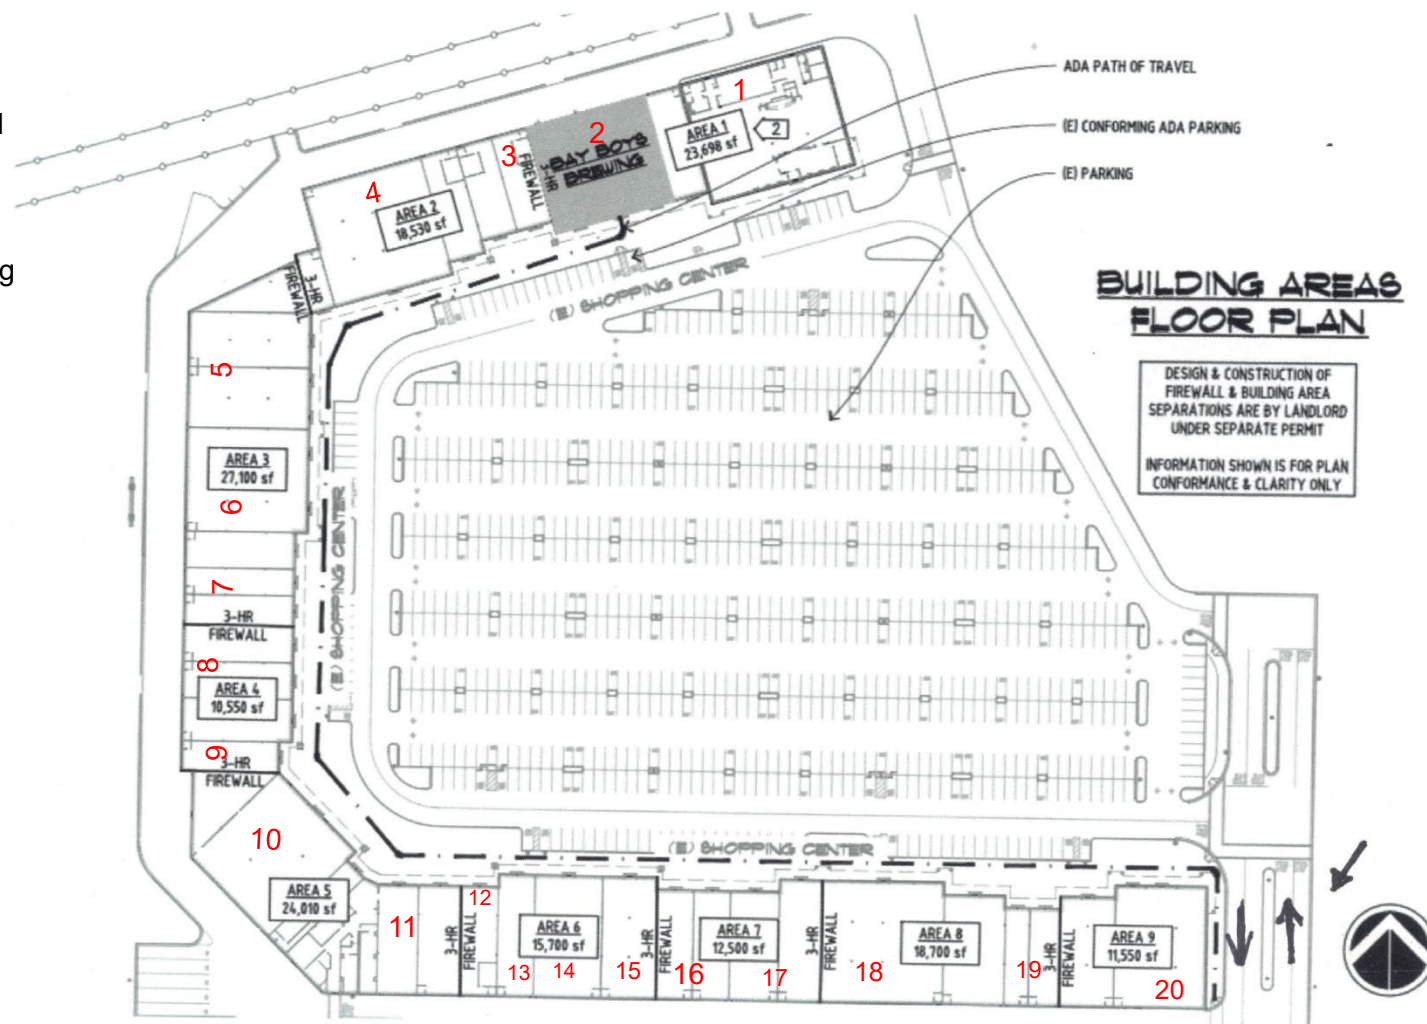 l
g
ADA PATH OF TRAVEL
(E) CONFORMING ADA PARKING
(E) PARKING
1
AREA 1
23,698 sf
2
2
BAY BOYS
BREWING
3-HR
FIREWALL
3
4
AREA 2
18,530 sf
3-HR
FIREWALL
(E) SHOPPING CENTER
BUILDING AREAS
FLOOR PLAN
DESIGN & CONSTRUCTION OF
FIREWALL & BUILDING AREA
SEPARATIONS ARE BY LANDLORD
UNDER SEPARATE PERMIT
INFORMATION SHOWN IS FOR PLAN
CONFORMANCE & CLARITY ONLY
5
AREA 3
27,100 sf
6
(E) SHOPPING CENTER
7
3-HR
FIREWALL
8
AREA 4
10,550 sf
9
3-HR
FIREWALL
10
AREA 5
24,010 sf
(E) SHOPPING CENTER
11
3-HR
FIREWALL
12
AREA 6
15,700 sf
13
14
15
3-HR
FIREWALL
AREA 7
12,500 sf
16
17
3-HR
FIREWALL
AREA 8
18,700 sf
18
19
3-HR
FIREWALL
AREA 9
11,550 sf
20